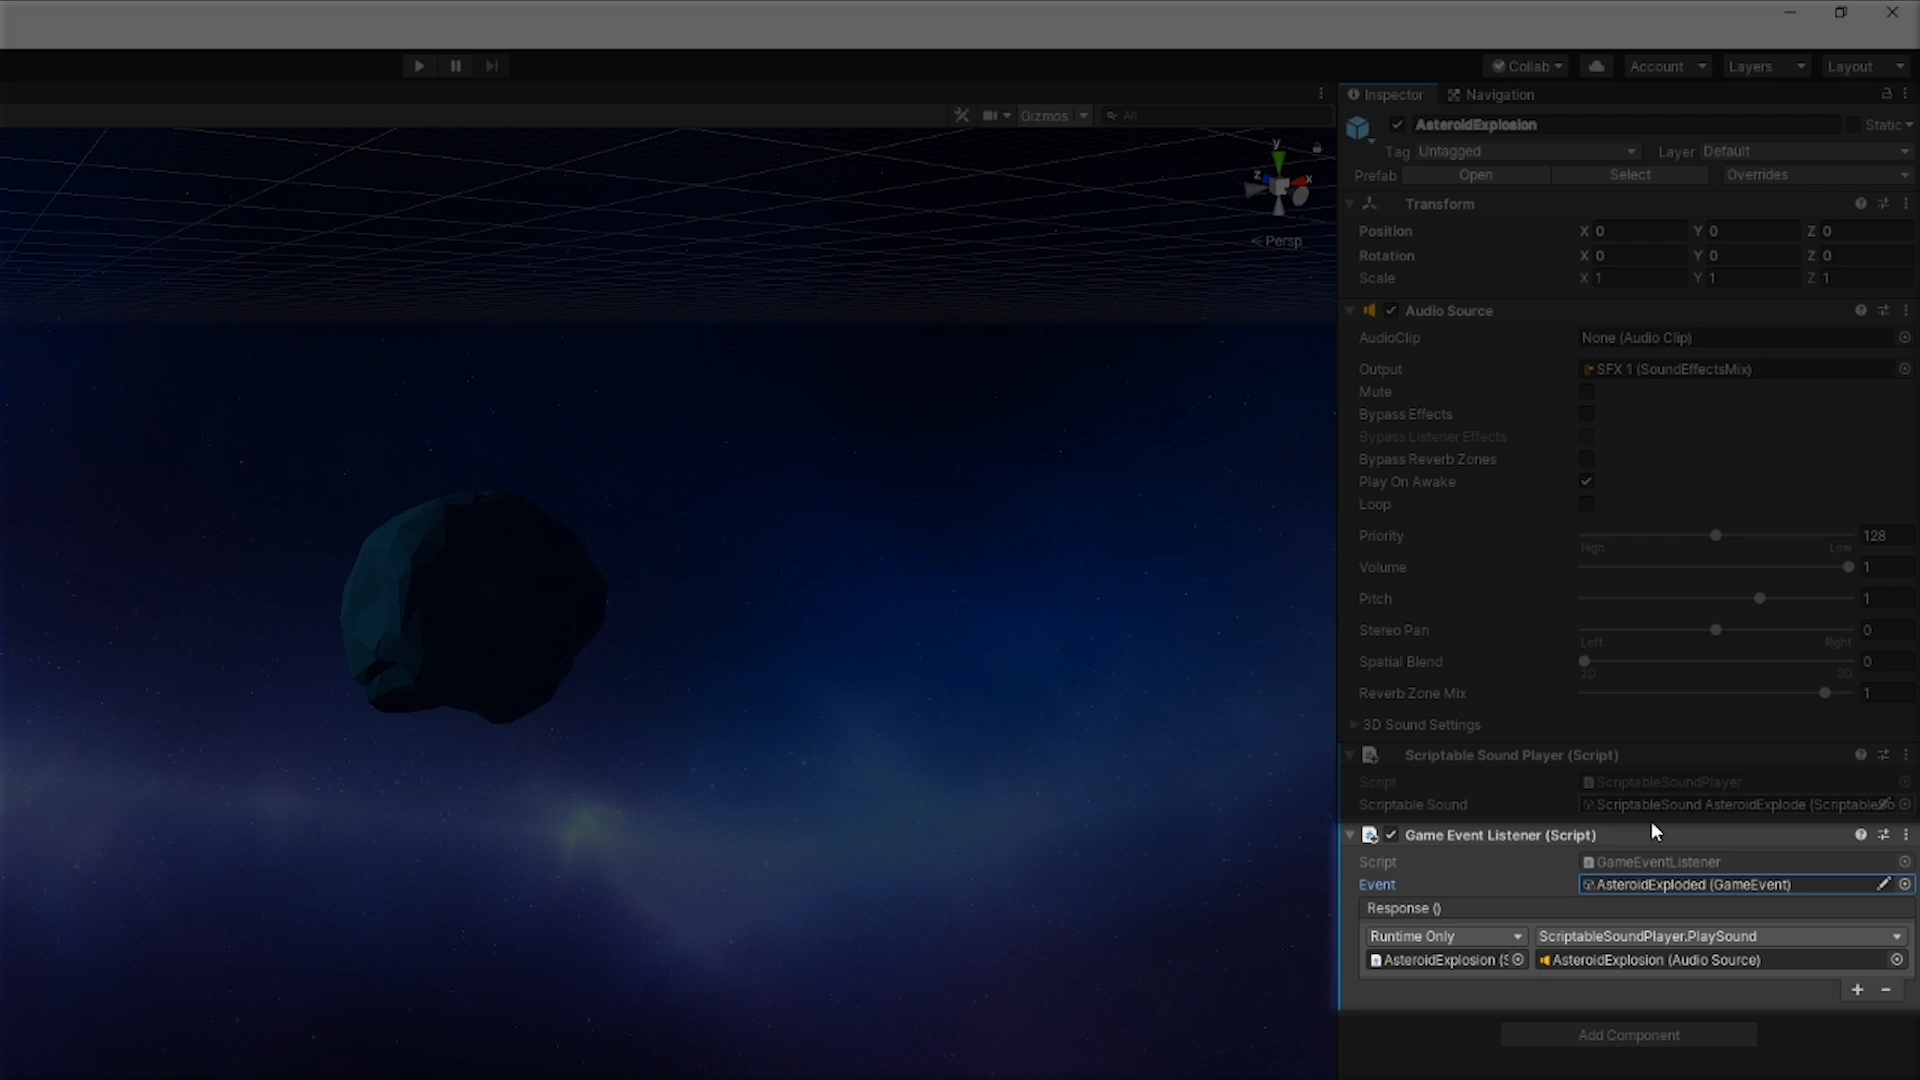 Collab
Account
Layers
Layout
Inspector
Navigation
Gizmos
All
AsteroidExplosion
Static
Tag Untagged
Layer Default
Prefab Open Select Overrides
y
z
x
< Persp
Transform
Position X 0 Y 0 Z 0
Rotation X 0 Y 0 Z 0
Scale X 1 Y 1 Z 1
Audio Source
AudioClip None (Audio Clip)
Output SFX 1 (SoundEffectsMix)
Mute
Bypass Effects
Bypass Listener Effects
Bypass Reverb Zones
Play On Awake
Loop
Priority 128
High Low
Volume 1
Pitch 1
Stereo Pan 0
Left Right
Spatial Blend 0
2D 3D
Reverb Zone Mix 1
3D Sound Settings
Scriptable Sound Player (Script)
Script ScriptableSoundPlayer
Scriptable Sound ScriptableSound AsteroidExplode
Game Event Listener (Script)
Script GameEventListener
Event AsteroidExploded (GameEvent)
Response ()
Runtime Only ScriptableSoundPlayer.PlaySound
AsteroidExplosion (S AsteroidExplosion (Audio Source)
+ -
Add Component